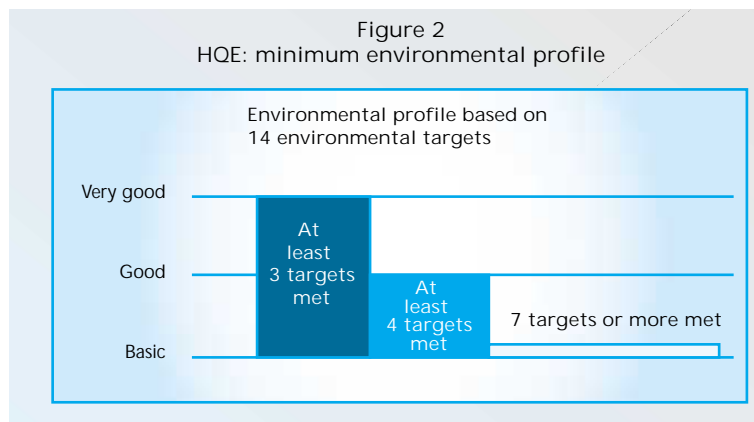 Figure 2
HQE: minimum environmental profile
Environmental profile based on
14 environmental targets
Very good
At
least
3 targets
met
Good
At
least
4 targets
met
7 targets or more met
Basic